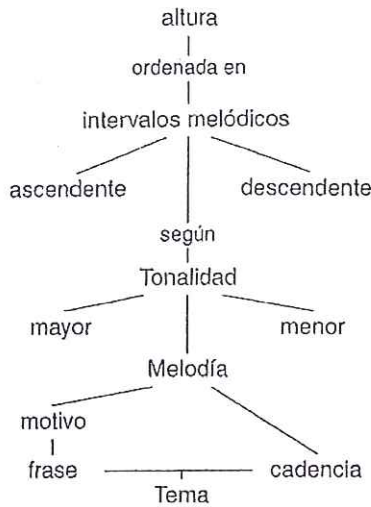 altura
ordenada en
intervalos melódicos
ascendente descendente
según
Tonalidad
mayor menor
Melodía
motivo
frase cadencia
Tema